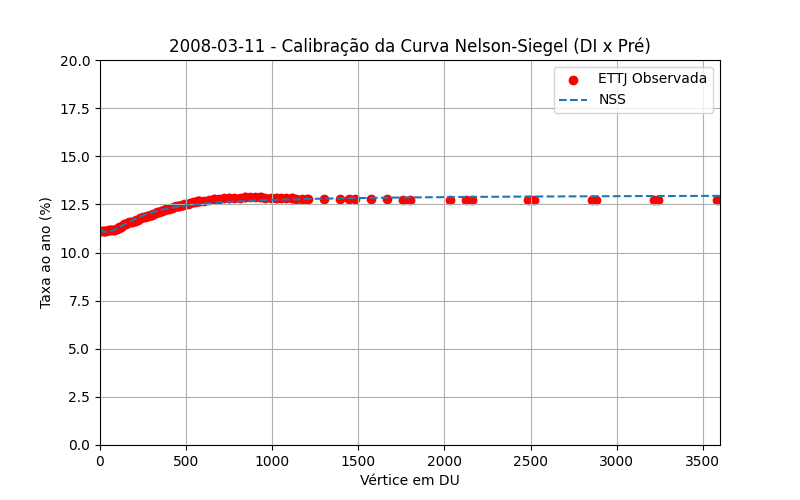 2008-03-11 - Calibração da Curva Nelson-Siegel (DI x Pré)
ETTJ Observada
NSS
Taxa ao ano (%)
20.0
17.5
15.0
12.5
10.0
7.5
5.0
2.5
0.0
0 500 1000 1500 2000 2500 3000 3500
Vértice em DU